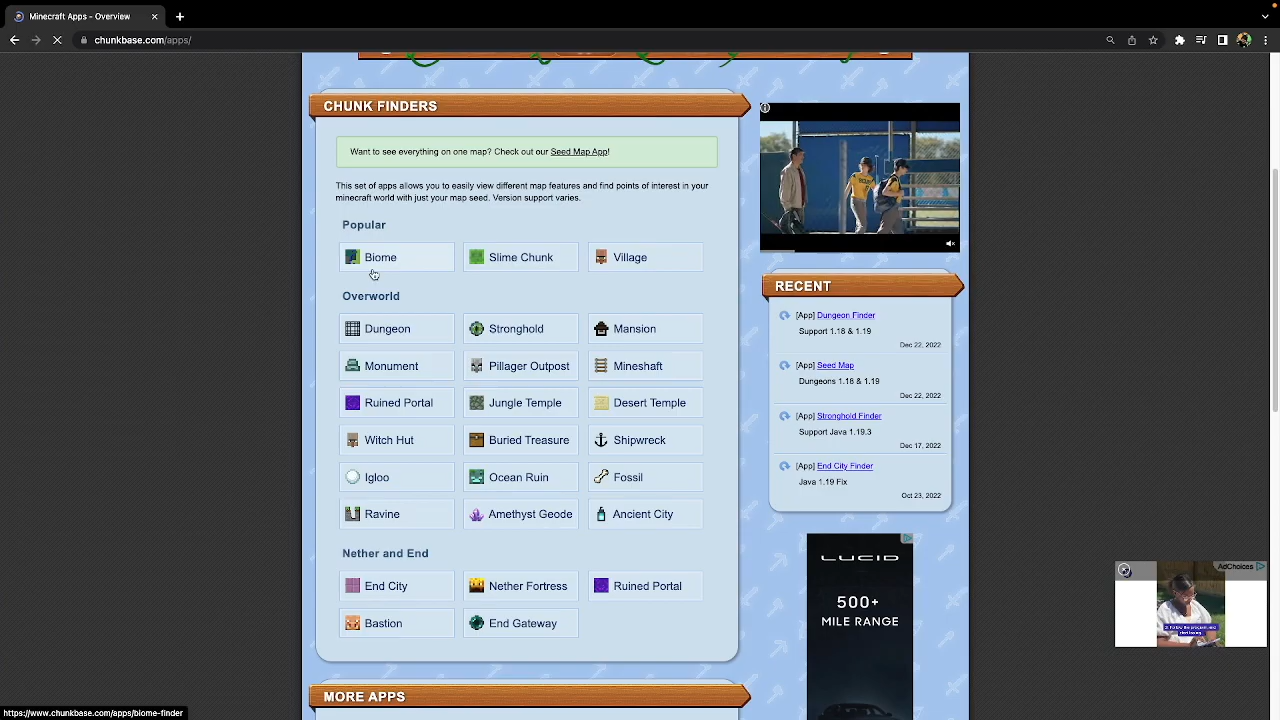 Minecraft Apps - Overview
chunkbase.com/apps/
CHUNK FINDERS
Want to see everything on one map? Check out our Seed Map App!
This set of apps allows you to easily view different map features and find points of interest in your
minecraft world with just your map seed. Version support varies.
Popular
Biome
Slime Chunk
Village
Overworld
Dungeon
Stronghold
Mansion
Monument
Pillager Outpost
Mineshaft
Ruined Portal
Jungle Temple
Desert Temple
Witch Hut
Buried Treasure
Shipwreck
Igloo
Ocean Ruin
Fossil
Ravine
Amethyst Geode
Ancient City
Nether and End
End City
Nether Fortress
Ruined Portal
Bastion
End Gateway
MORE APPS
RECENT
[App] Dungeon Finder
Support 1.18 & 1.19
Dec 22, 2022
[App] Seed Map
Dungeons 1.18 & 1.19
Dec 22, 2022
[App] Stronghold Finder
Support Java 1.19.3
Dec 17, 2022
[App] End City Finder
Java 1.19 Fix
Oct 23, 2022
LUCID
500+
MILE RANGE
AdChoices
https://www.chunkbase.com/apps/biome-finder